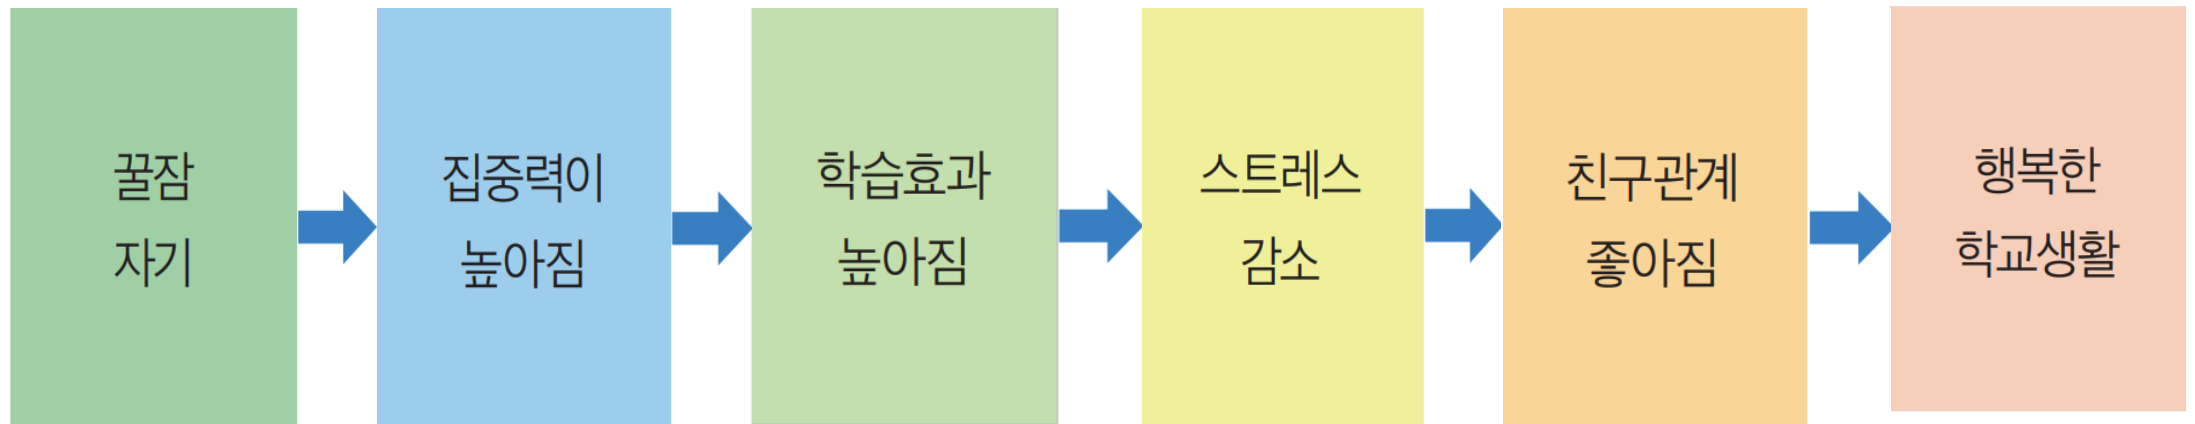 꿀잠
자기
집중력이
높아짐
학습효과
높아짐
스트레스
감소
친구관계
좋아짐
행복한
학교생활